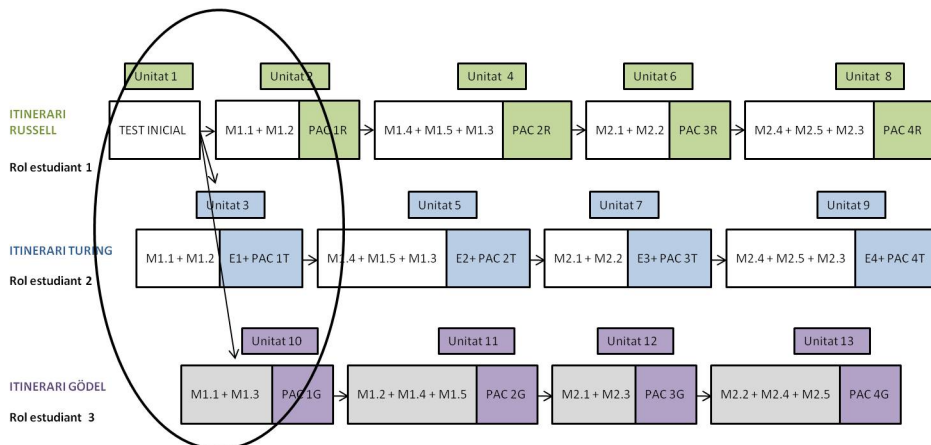 Unitat 1
Unitat 2
Unitat 4
Unitat 6
Unitat 8
ITINERARI
RUSSELL
TEST INICIAL
M1.1 + M1.2
PAC 1R
M1.4 + M1.5 + M1.3
PAC 2R
M2.1 + M2.2
PAC 3R
M2.4 + M2.5 + M2.3
PAC 4R
Rol estudiant 1
Unitat 3
Unitat 5
Unitat 7
Unitat 9
ITINERARI TURING
M1.1 + M1.2
E1+ PAC 1T
M1.4 + M1.5 + M1.3
E2+ PAC 2T
M2.1 + M2.2
E3+ PAC 3T
M2.4 + M2.5 + M2.3
E4+ PAC 4T
Rol estudiant 2
Unitat 10
Unitat 11
Unitat 12
Unitat 13
ITINERARI GÖDEL
M1.1 + M1.3
PAC 1G
M1.2 + M1.4 + M1.5
PAC 2G
M2.1 + M2.3
PAC 3G
M2.2 + M2.4 + M2.5
PAC 4G
Rol estudiant 3